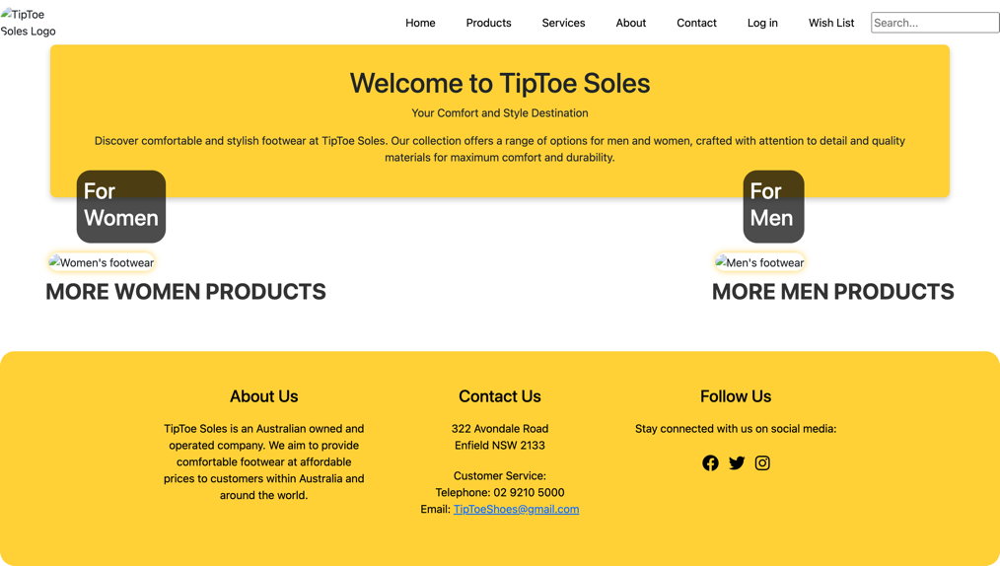 TipToe
Soles Logo
Home
Products
Services
About
Contact
Log in
Wish List
Search...
Welcome to TipToe Soles
Your Comfort and Style Destination
Discover comfortable and stylish footwear at TipToe Soles. Our collection offers a range of options for men and women, crafted with attention to detail and quality
materials for maximum comfort and durability.
For
Women
For
Men
Women's footwear
Men's footwear
MORE WOMEN PRODUCTS
MORE MEN PRODUCTS
About Us
TipToe Soles is an Australian owned and
operated company. We aim to provide
comfortable footwear at affordable
prices to customers within Australia and
around the world.
Contact Us
322 Avondale Road
Enfield NSW 2133
Customer Service:
Telephone: 02 9210 5000
Email: TipToeShoes@gmail.com
Follow Us
Stay connected with us on social media: